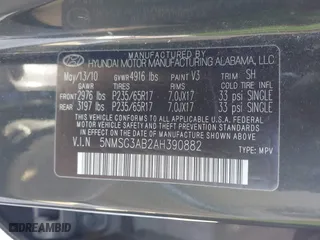 MANUFACTURED BY
HYUNDAI MOTOR MANUFACTURING ALABAMA, LLC
May/13/10 GVWR 4916 lbs PAINT V3 TRIM SH
GAWR TIRES RIMS COLD TIRE INFLATION
FRONT 2976 lbs P235/65R17 7.0JX17 33 psi SINGLE
REAR 3197 lbs P235/65R17 7.0JX17 33 psi SINGLE
THIS VEHICLE CONFORMS TO ALL APPLICABLE
U.S. FEDERAL MOTOR VEHICLE SAFETY AND THEFT
PREVENTION STANDARDS IN EFFECT ON THE DATE
OF MANUFACTURE SHOWN ABOVE.
V.I.N 5NMSG3AB2AH390882 TYPE: MPV